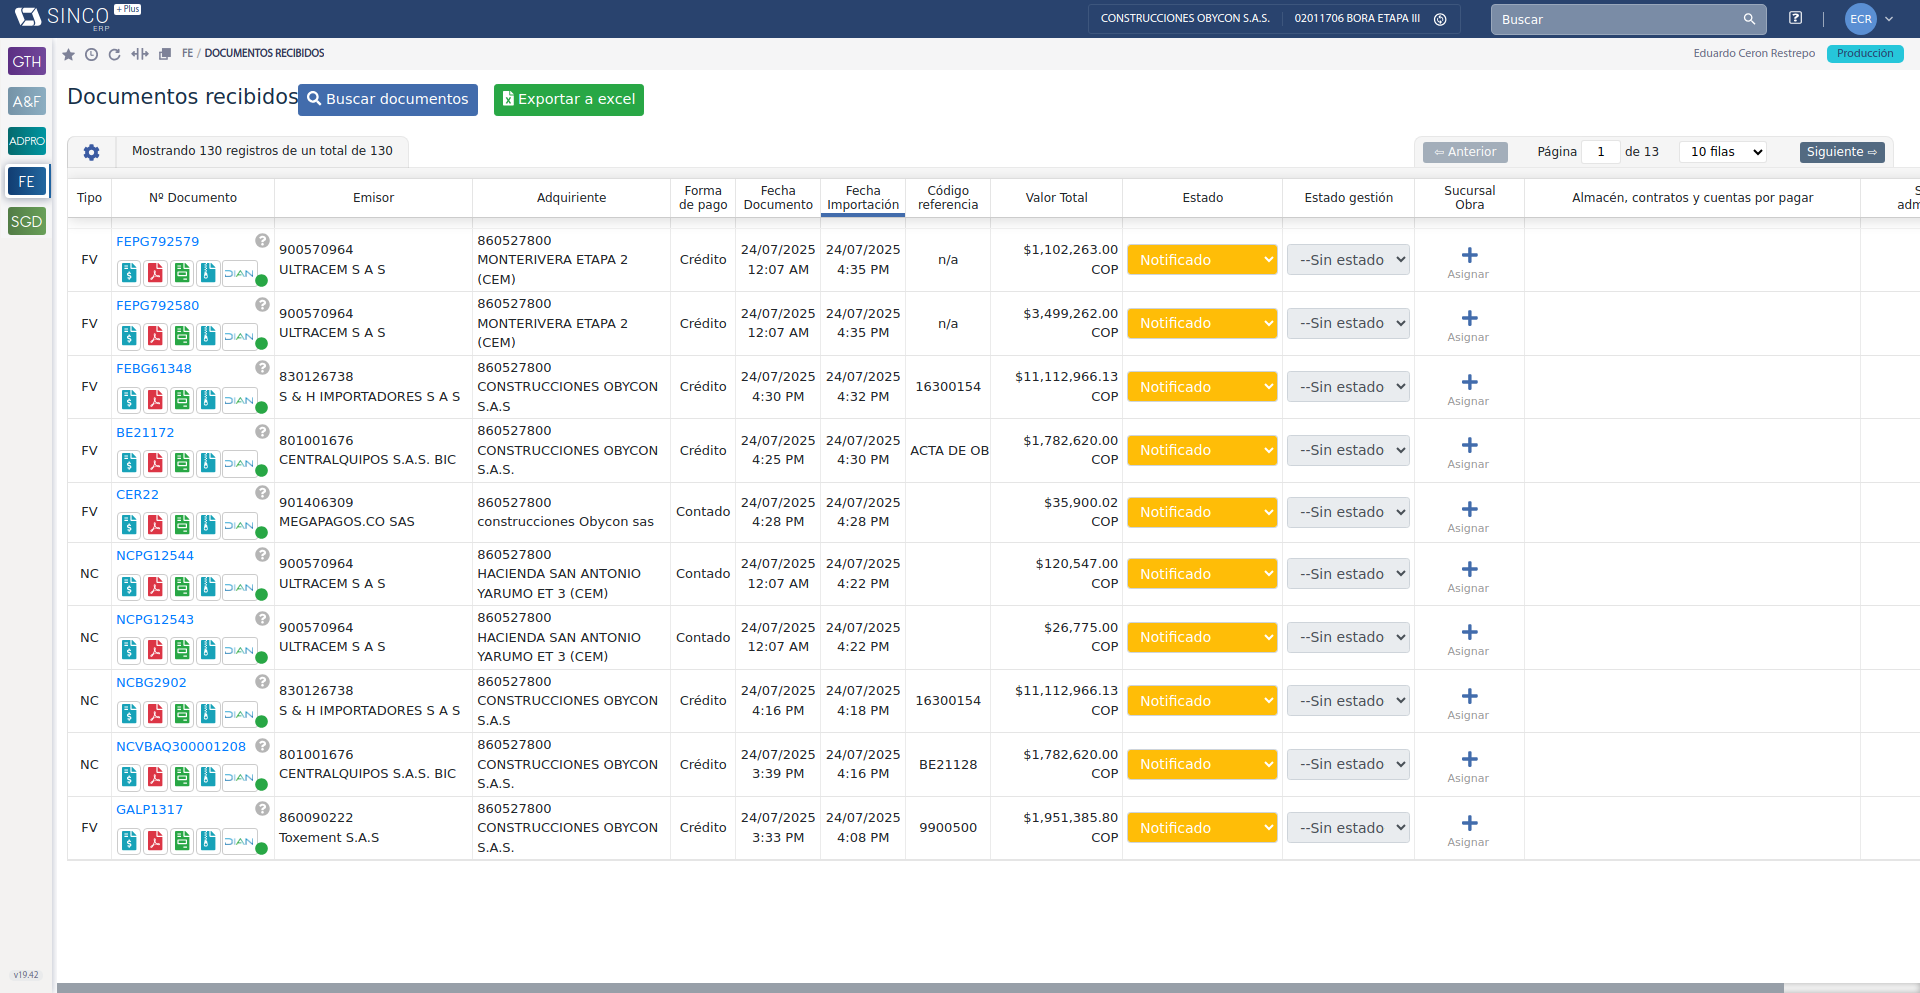 SINCO + Plus
ERP
CONSTRUCCIONES OBYCON S.A.S. 02011706 BORA ETAPA III
Buscar
ECR
GTH
A&F
ADPRO
FE
SGD
v19.42
FE / DOCUMENTOS RECIBIDOS
Eduardo Ceron Restrepo Producción
Documentos recibidos Buscar documentos Exportar a excel
Mostrando 130 registros de un total de 130
⇦ Anterior Página 1 de 13 10 filas Siguiente ⇨
Tipo Nº Documento Emisor Adquiriente Forma de pago Fecha Documento Fecha Importación Código referencia Valor Total Estado Estado gestión Sucursal Obra Almacén, contratos y cuentas por pagar
FV FEPG792579 DIAN 900570964 ULTRACEM S A S 860527800 MONTERIVERA ETAPA 2 (CEM) Crédito 24/07/2025 12:07 AM 24/07/2025 4:35 PM n/a $1,102,263.00 COP Notificado --Sin estado Asignar
FV FEPG792580 DIAN 900570964 ULTRACEM S A S 860527800 MONTERIVERA ETAPA 2 (CEM) Crédito 24/07/2025 12:07 AM 24/07/2025 4:35 PM n/a $3,499,262.00 COP Notificado --Sin estado Asignar
FV FEBG61348 DIAN 830126738 S & H IMPORTADORES S A S 860527800 CONSTRUCCIONES OBYCON S.A.S Crédito 24/07/2025 4:30 PM 24/07/2025 4:32 PM 16300154 $11,112,966.13 COP Notificado --Sin estado Asignar
FV BE21172 DIAN 801001676 CENTRALQUIPOS S.A.S. BIC 860527800 CONSTRUCCIONES OBYCON S.A.S. Crédito 24/07/2025 4:25 PM 24/07/2025 4:30 PM ACTA DE OB $1,782,620.00 COP Notificado --Sin estado Asignar
FV CER22 DIAN 901406309 MEGAPAGOS.CO SAS 860527800 construcciones Obycon sas Contado 24/07/2025 4:28 PM 24/07/2025 4:28 PM $35,900.02 COP Notificado --Sin estado Asignar
NC NCPG12544 DIAN 900570964 ULTRACEM S A S 860527800 HACIENDA SAN ANTONIO YARUMO ET 3 (CEM) Contado 24/07/2025 12:07 AM 24/07/2025 4:22 PM $120,547.00 COP Notificado --Sin estado Asignar
NC NCPG12543 DIAN 900570964 ULTRACEM S A S 860527800 HACIENDA SAN ANTONIO YARUMO ET 3 (CEM) Contado 24/07/2025 12:07 AM 24/07/2025 4:22 PM $26,775.00 COP Notificado --Sin estado Asignar
NC NCBG2902 DIAN 830126738 S & H IMPORTADORES S A S 860527800 CONSTRUCCIONES OBYCON S.A.S Crédito 24/07/2025 4:16 PM 24/07/2025 4:18 PM 16300154 $11,112,966.13 COP Notificado --Sin estado Asignar
NC NCVBAQ300001208 DIAN 801001676 CENTRALQUIPOS S.A.S. BIC 860527800 CONSTRUCCIONES OBYCON S.A.S. Crédito 24/07/2025 3:39 PM 24/07/2025 4:16 PM BE21128 $1,782,620.00 COP Notificado --Sin estado Asignar
FV GALP1317 DIAN 860090222 Toxement S.A.S 860527800 CONSTRUCCIONES OBYCON S.A.S. Crédito 24/07/2025 3:33 PM 24/07/2025 4:08 PM 9900500 $1,951,385.80 COP Notificado --Sin estado Asignar